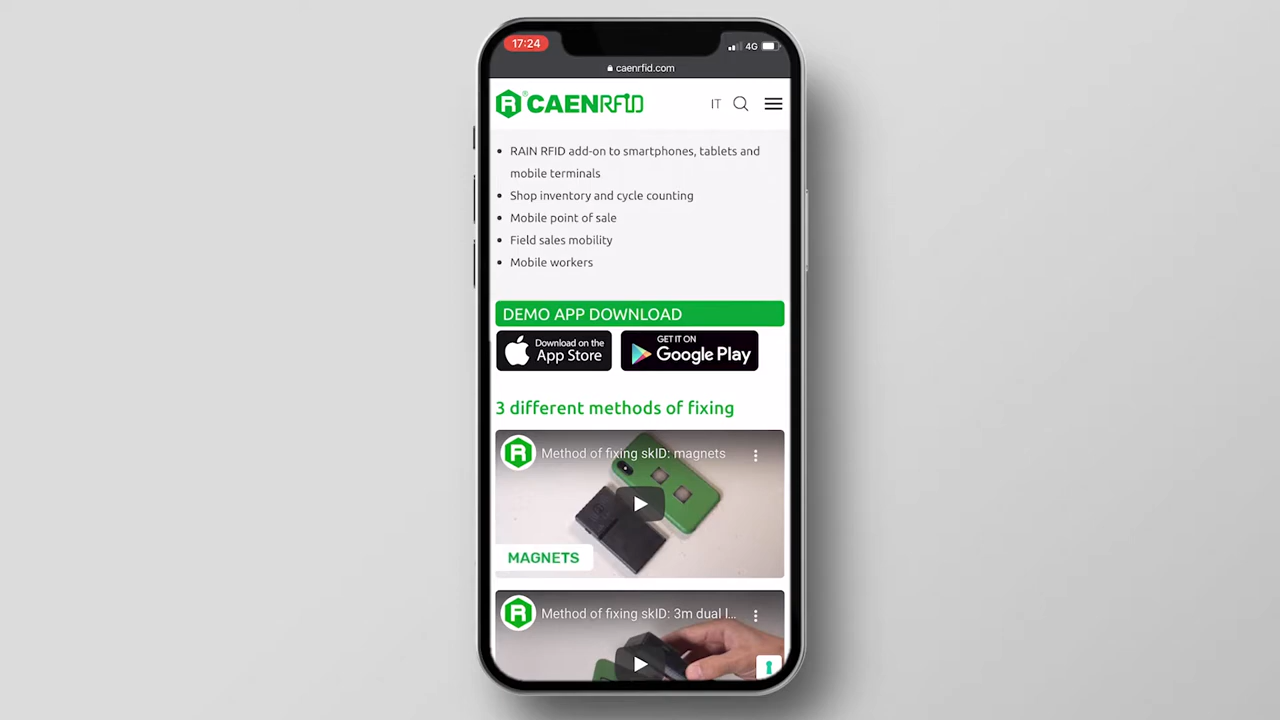 17:24
4G
caenrfid.com
R® CAENRFID
IT
RAIN RFID add-on to smartphones, tablets and
mobile terminals
Shop inventory and cycle counting
Mobile point of sale
Field sales mobility
Mobile workers
DEMO APP DOWNLOAD
Download on the
App Store
GET IT ON
Google Play
3 different methods of fixing
R
Method of fixing skID: magnets
MAGNETS
R
Method of fixing skID: 3m dual l...